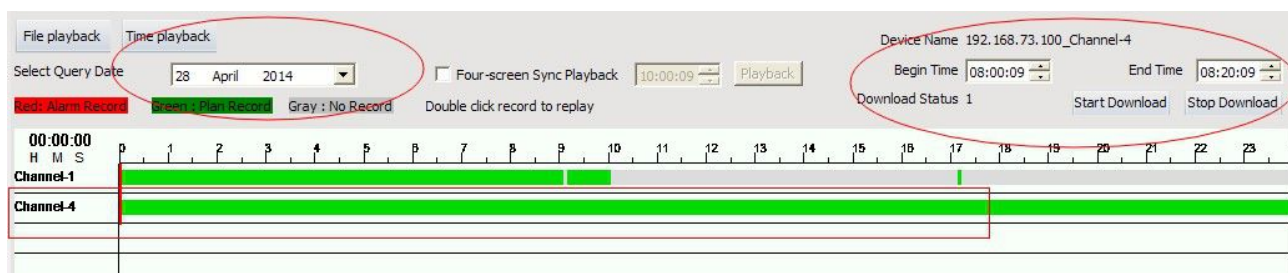 File playback Time playback
Device Name 192.168.73.100_Channel-4
Select Query Date 28 April 2014 Four-screen Sync Playback 10:00:09 Playback Begin Time 08:00:09 End Time 08:20:09
Red: Alarm Record Green : Plan Record Gray : No Record Double click record to replay Download Status 1 Start Download Stop Download
00:00:00
H M S 0 1 2 3 4 5 6 7 8 9 10 11 12 13 14 15 16 17 18 19 20 21 22 23
Channel-1
Channel-4